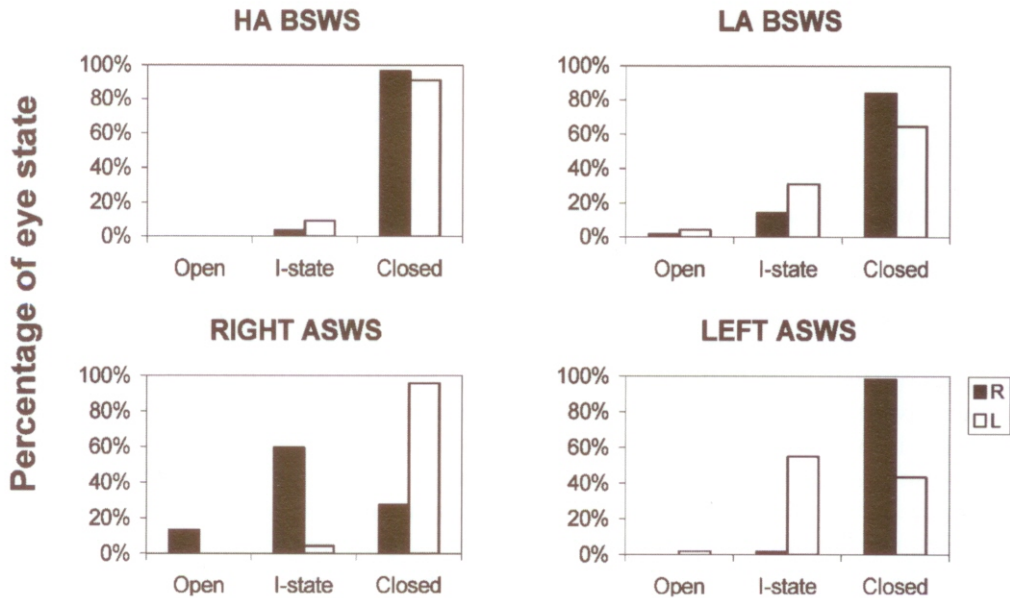 Percentage of eye state
HA BSWS
100%
80%
60%
40%
20%
0%
Open I-state Closed
LA BSWS
100%
80%
60%
40%
20%
0%
Open I-state Closed
RIGHT ASWS
100%
80%
60%
40%
20%
0%
Open I-state Closed
LEFT ASWS
100%
80%
60%
40%
20%
0%
Open I-state Closed
R
L